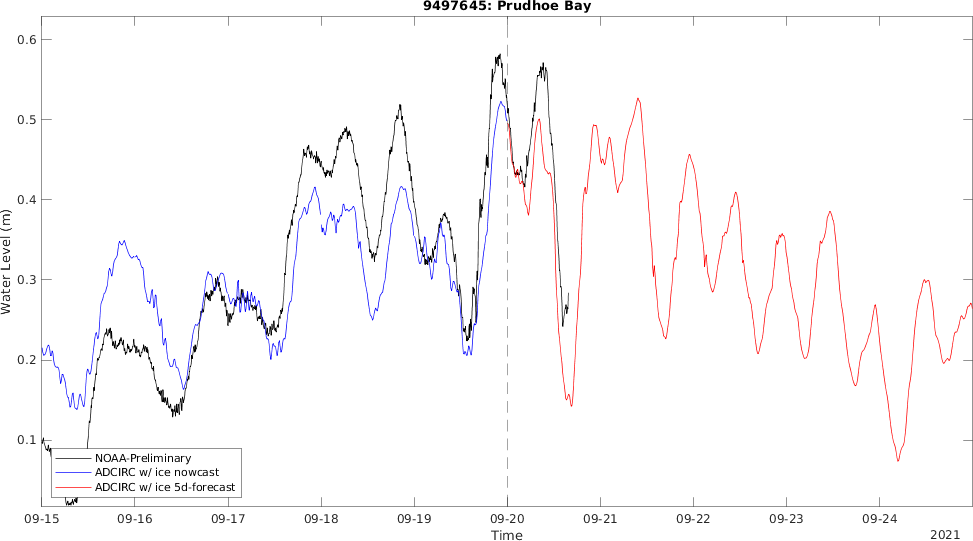 9497645: Prudhoe Bay
0.6
0.5
0.4
0.3
0.2
0.1
Water Level (m)
NOAA-Preliminary
ADCIRC w/ ice nowcast
ADCIRC w/ ice 5d-forecast
09-15 09-16 09-17 09-18 09-19 09-20 09-21 09-22 09-23 09-24
Time
2021